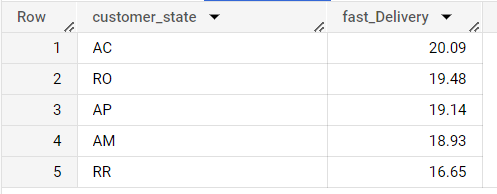 Row customer_state fast_Delivery
1 AC 20.09
2 RO 19.48
3 AP 19.14
4 AM 18.93
5 RR 16.65